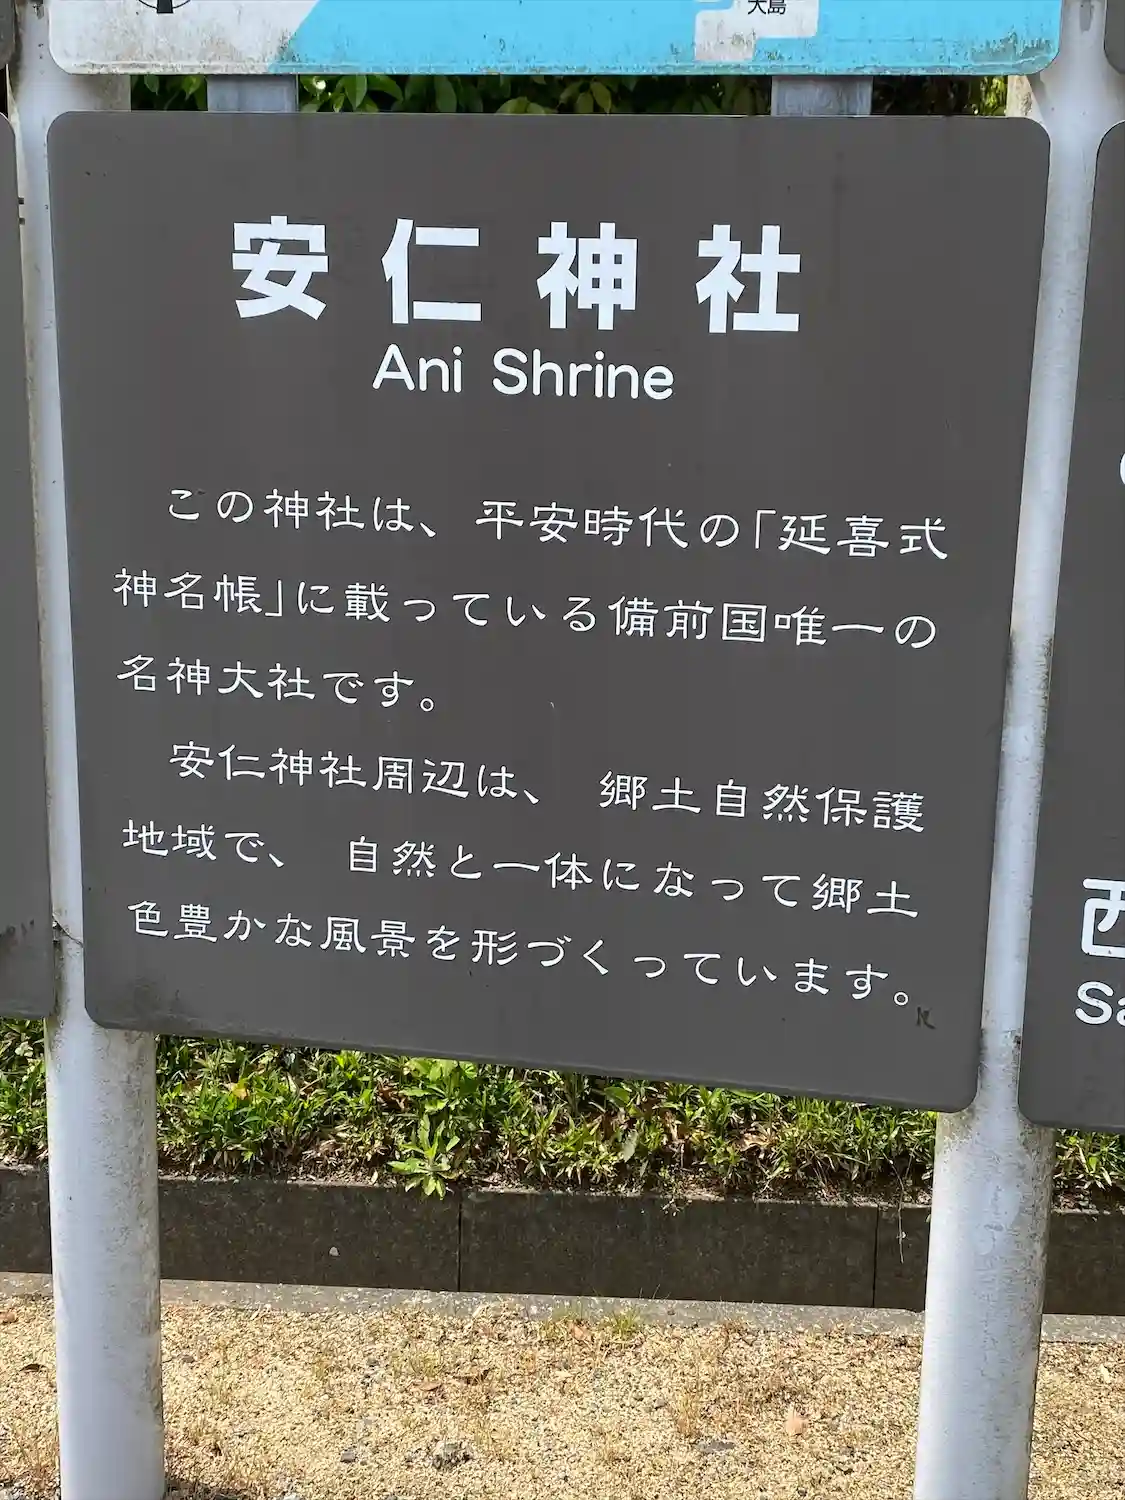 大島
安仁神社
Ani Shrine
この神社は、平安時代の「延喜式
神名帳」に載っている備前国唯一の
名神大社です。
安仁神社周辺は、 郷土自然保護
地域で、 自然と一体になって郷土
色豊かな風景を形づくっています。
西
Sa